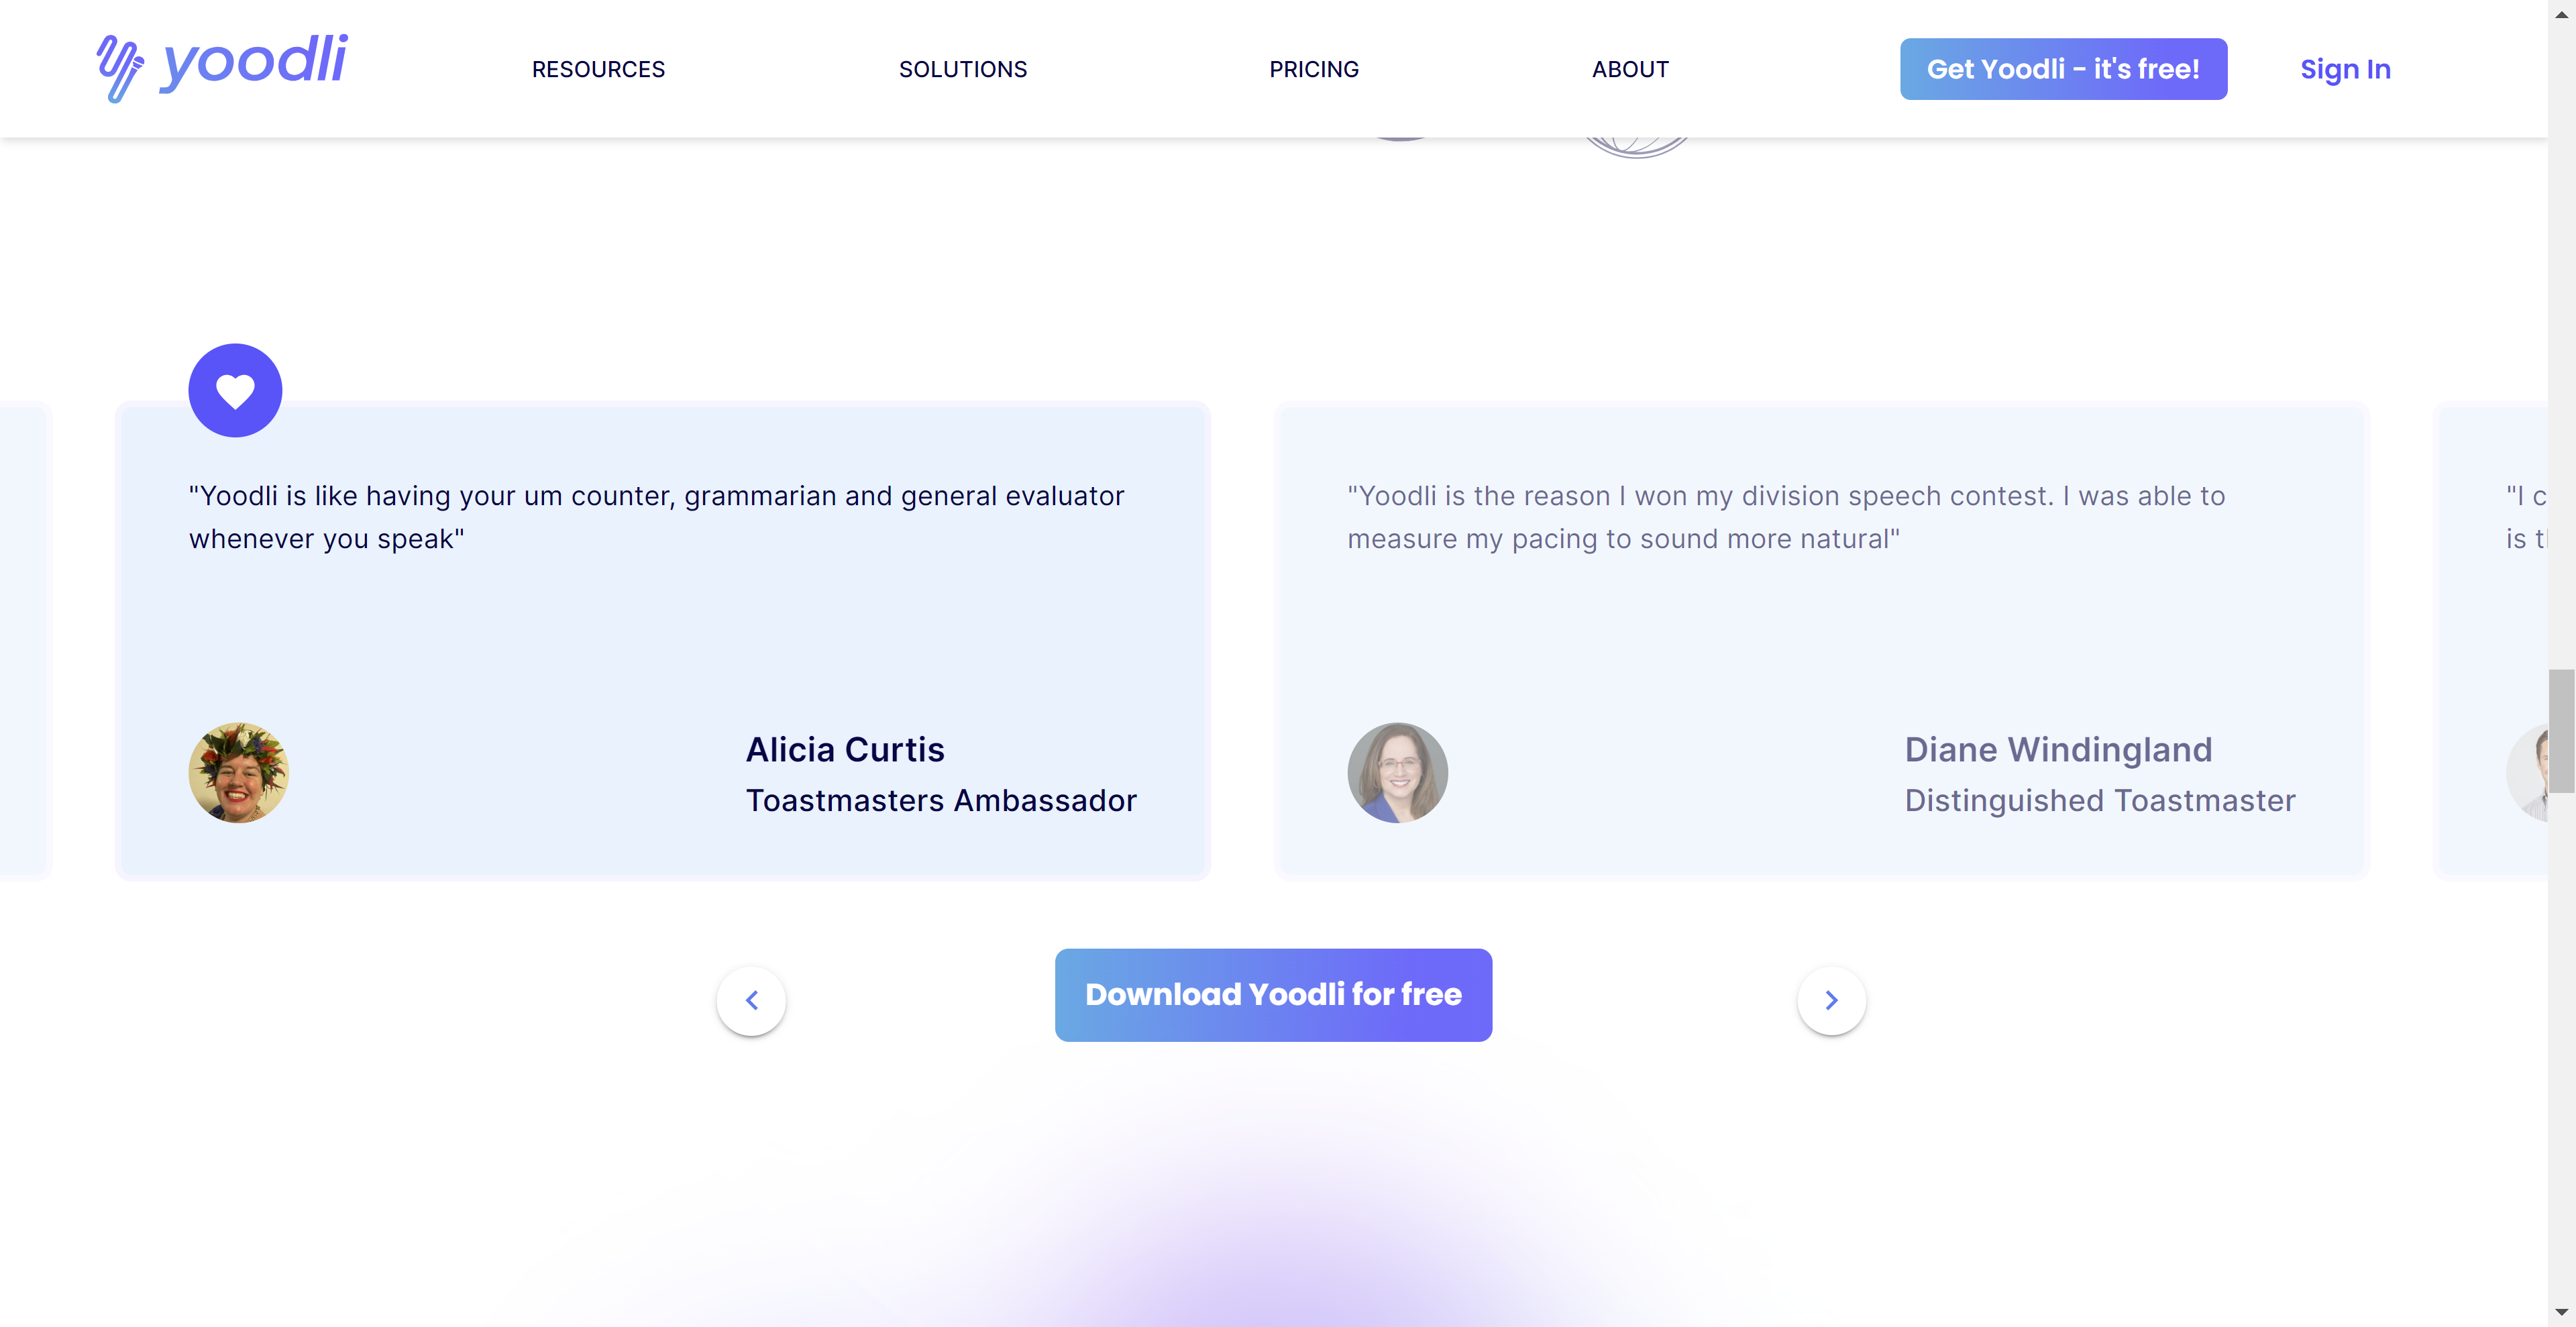 yoodli
RESOURCES
SOLUTIONS
PRICING
ABOUT
Get Yoodli - it's free!
Sign In
"Yoodli is like having your um counter, grammarian and general evaluator
whenever you speak"
Alicia Curtis
Toastmasters Ambassador
"Yoodli is the reason I won my division speech contest. I was able to
measure my pacing to sound more natural"
Diane Windingland
Distinguished Toastmaster
"I
is
Download Yoodli for free